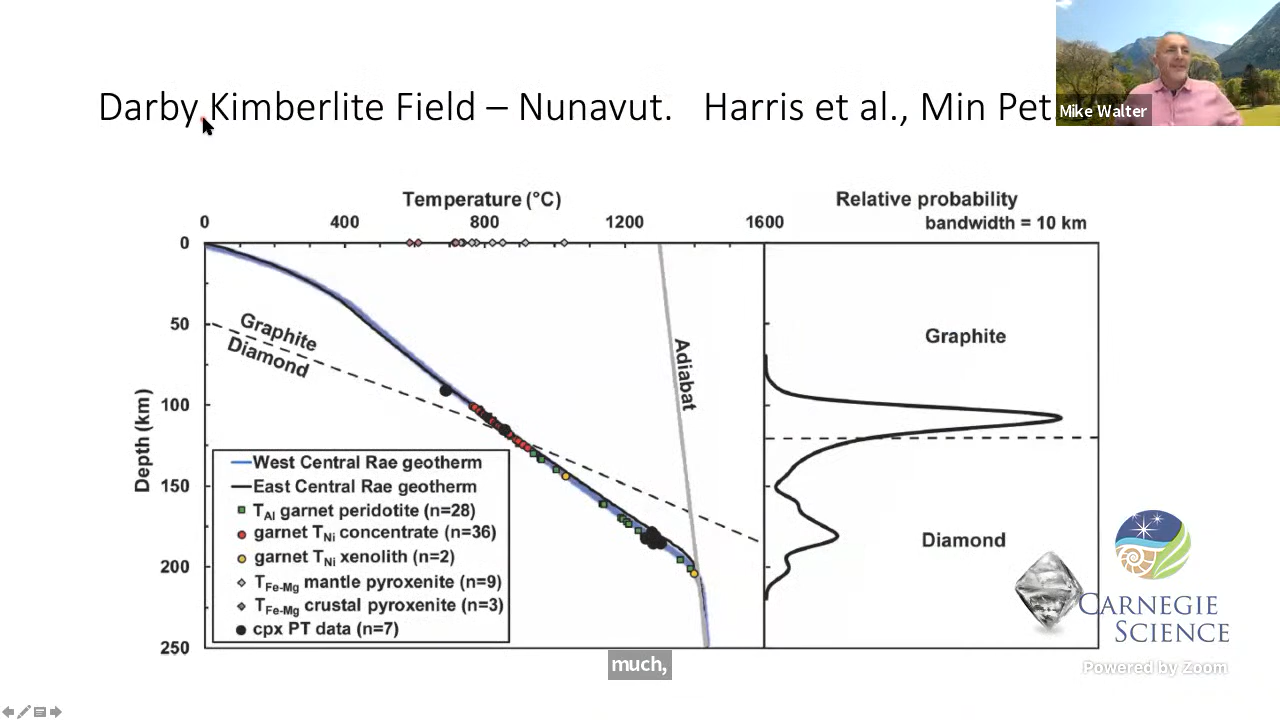 Darby Kimberlite Field – Nunavut. Harris et al., Min Pet.
Mike Walter
Temperature (°C)
Relative probability
0 400 800 1200 1600
bandwidth = 10 km
0
50
100
150
200
250
Depth (km)
Graphite
Diamond
Adiabat
Graphite
Diamond
West Central Rae geotherm
East Central Rae geotherm
TAl garnet peridotite (n=28)
garnet TNi concentrate (n=36)
garnet TNi xenolith (n=2)
TFe-Mg mantle pyroxenite (n=9)
TFe-Mg crustal pyroxenite (n=3)
cpx PT data (n=7)
CARNEGIE
SCIENCE
much,
Powered by Zoom